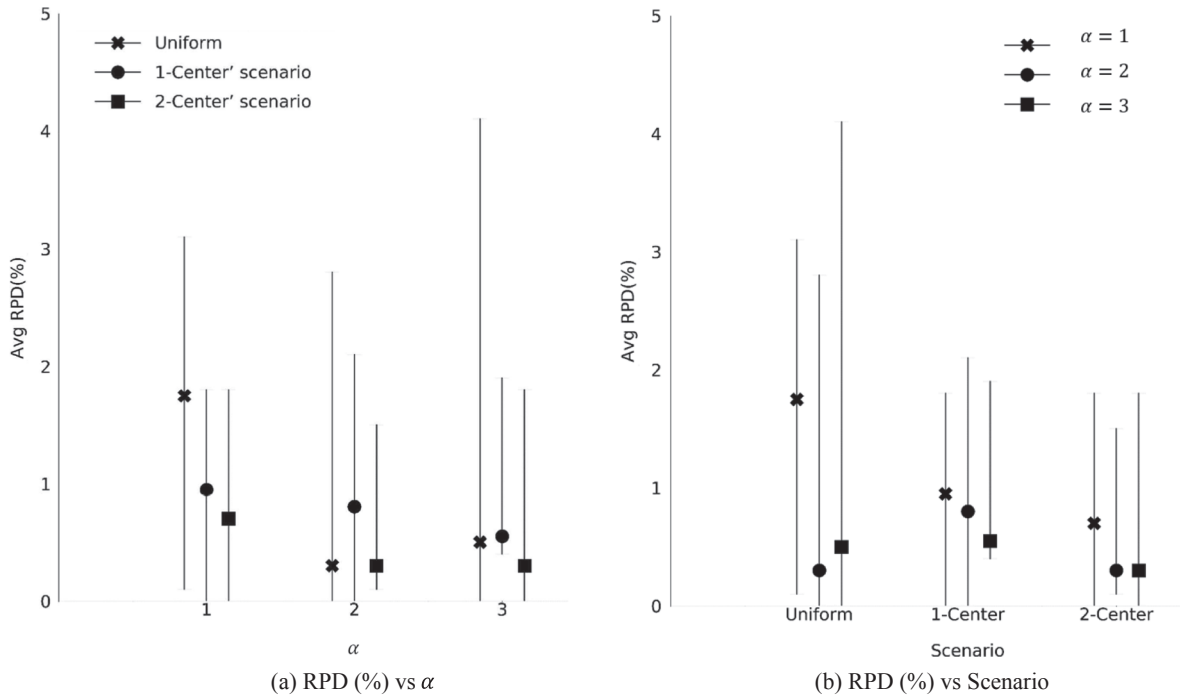 5
4
3
2
1
0
Avg RPD(%)
Uniform
1-Center’ scenario
2-Center’ scenario
1 2 3
α
(a) RPD (%) vs α
5
4
3
2
1
0
Avg RPD(%)
α = 1
α = 2
α = 3
Uniform 1-Center 2-Center
Scenario
(b) RPD (%) vs Scenario